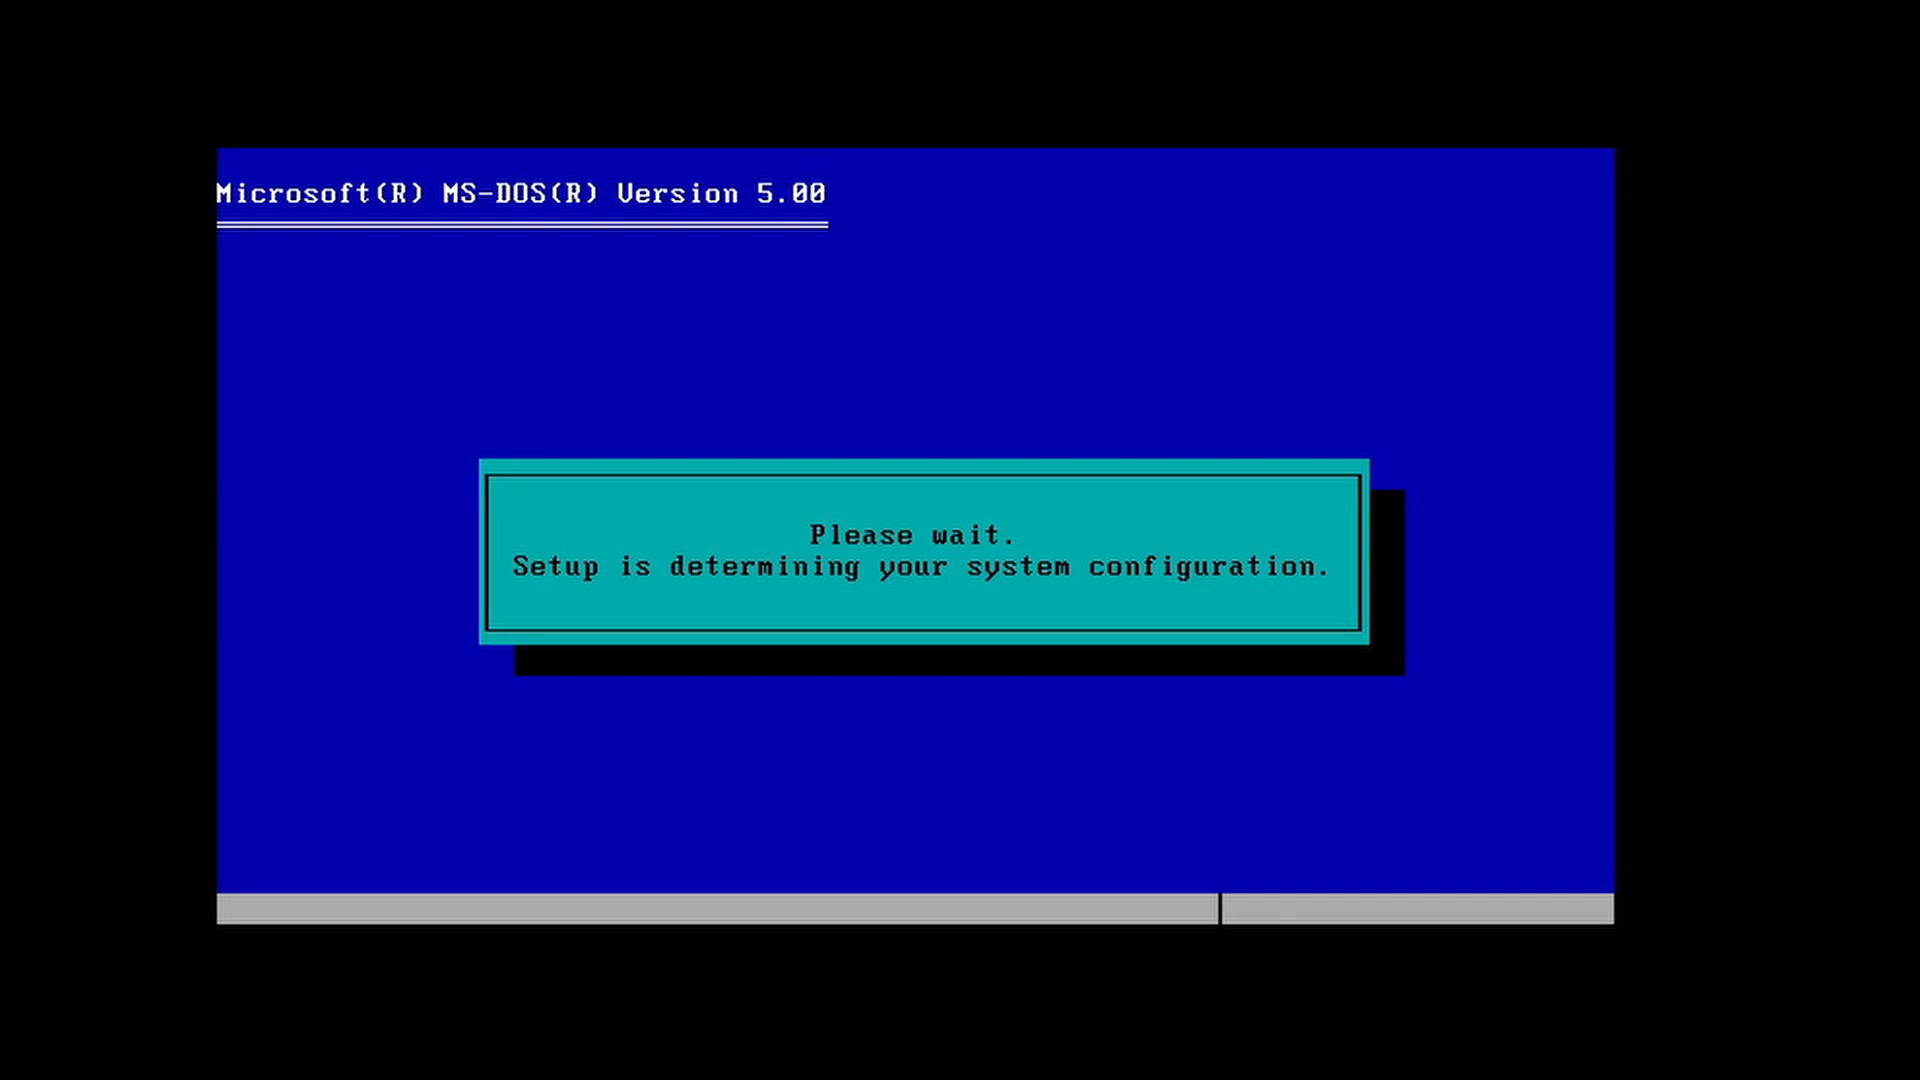 Microsoft(R) MS-DOS(R) Version 5.00
Please wait.
Setup is determining your system configuration.